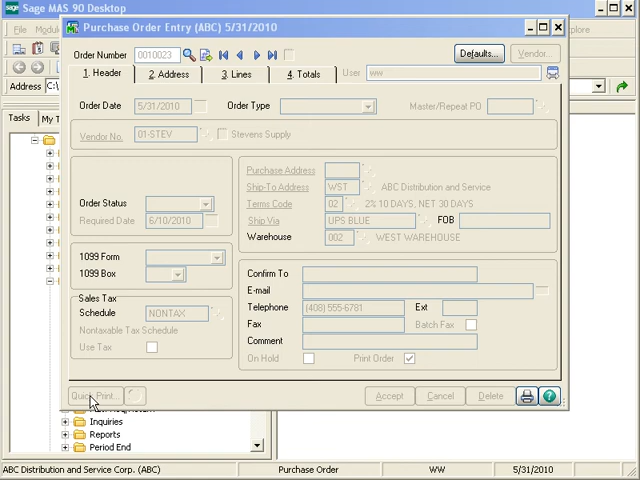 Sage MAS 90 Desktop
File Modu
Purchase Order Entry (ABC) 5/31/2010
plore
Address C:\
Tasks My T
Order Number 0010023 Defaults... Vendor...
1. Header 2. Address 3. Lines 4. Totals User ww
Order Date 5/31/2010 Order Type Master/Repeat PO
Vendor No. 01-STEV Stevens Supply
Order Status
Required Date 6/10/2010
Purchase Address
Ship-To Address WST ABC Distribution and Service
Terms Code 02 2% 10 DAYS, NET 30 DAYS
Ship Via UPS BLUE FOB
Warehouse 002 WEST WAREHOUSE
1099 Form
1099 Box
Sales Tax
Schedule NONTAX
Nontaxable Tax Schedule
Use Tax
Confirm To
E-mail
Telephone (408) 555-6781 Ext
Fax Batch Fax
Comment
On Hold Print Order
Quick Print... Accept Cancel Delete
Inquiries
Reports
Period End
ABC Distribution and Service Corp. (ABC) Purchase Order WW 5/31/2010